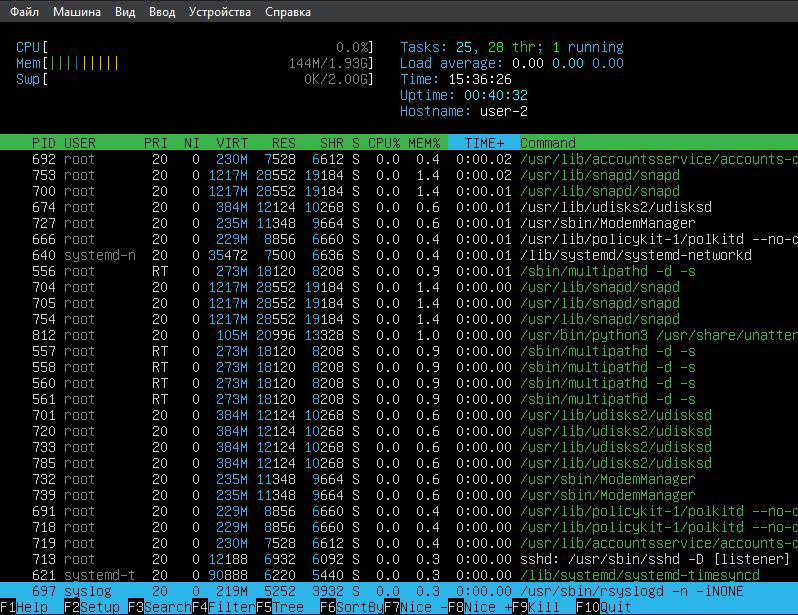 Файл Машина Вид Ввод Устройства Справка
CPU[ 0.0%] Tasks: 25, 28 thr; 1 running
Mem[|||||||||| 144M/1.93G] Load average: 0.00 0.00 0.00
Swp[ 0K/2.00G] Time: 15:36:26
Uptime: 00:40:32
Hostname: user-2
PID USER PRI NI VIRT RES SHR S CPU% MEM% TIME+ Command
692 root 20 0 230M 7528 6612 S 0.0 0.4 0:00.02 /usr/lib/accountsservice/accounts-d
753 root 20 0 1217M 28552 19184 S 0.0 1.4 0:00.02 /usr/lib/snapd/snapd
700 root 20 0 1217M 28552 19184 S 0.0 1.4 0:00.01 /usr/lib/snapd/snapd
674 root 20 0 384M 12124 10268 S 0.0 0.6 0:00.01 /usr/lib/udisks2/udisksd
727 root 20 0 235M 11348 9664 S 0.0 0.6 0:00.01 /usr/sbin/ModemManager
666 root 20 0 229M 8856 6660 S 0.0 0.4 0:00.01 /usr/lib/policykit-1/polkitd --no-d
640 systemd-n 20 0 35472 7500 6636 S 0.0 0.4 0:00.01 /lib/systemd/systemd-networkd
556 root RT 0 273M 18120 8208 S 0.0 0.9 0:00.01 /sbin/multipathd -d -s
704 root 20 0 1217M 28552 19184 S 0.0 1.4 0:00.00 /usr/lib/snapd/snapd
705 root 20 0 1217M 28552 19184 S 0.0 1.4 0:00.00 /usr/lib/snapd/snapd
754 root 20 0 1217M 28552 19184 S 0.0 1.4 0:00.00 /usr/lib/snapd/snapd
812 root 20 0 105M 20996 13328 S 0.0 1.0 0:00.00 /usr/bin/python3 /usr/share/unatten
557 root RT 0 273M 18120 8208 S 0.0 0.9 0:00.00 /sbin/multipathd -d -s
558 root RT 0 273M 18120 8208 S 0.0 0.9 0:00.00 /sbin/multipathd -d -s
560 root RT 0 273M 18120 8208 S 0.0 0.9 0:00.00 /sbin/multipathd -d -s
561 root RT 0 273M 18120 8208 S 0.0 0.9 0:00.00 /sbin/multipathd -d -s
701 root 20 0 384M 12124 10268 S 0.0 0.6 0:00.00 /usr/lib/udisks2/udisksd
720 root 20 0 384M 12124 10268 S 0.0 0.6 0:00.00 /usr/lib/udisks2/udisksd
733 root 20 0 384M 12124 10268 S 0.0 0.6 0:00.00 /usr/lib/udisks2/udisksd
785 root 20 0 384M 12124 10268 S 0.0 0.6 0:00.00 /usr/lib/udisks2/udisksd
732 root 20 0 235M 11348 9664 S 0.0 0.6 0:00.00 /usr/sbin/ModemManager
739 root 20 0 235M 11348 9664 S 0.0 0.6 0:00.00 /usr/sbin/ModemManager
691 root 20 0 229M 8856 6660 S 0.0 0.4 0:00.00 /usr/lib/policykit-1/polkitd --no-d
718 root 20 0 229M 8856 6660 S 0.0 0.4 0:00.00 /usr/lib/policykit-1/polkitd --no-d
719 root 20 0 230M 7528 6612 S 0.0 0.4 0:00.00 /usr/lib/accountsservice/accounts-d
713 root 20 0 12188 6932 6092 S 0.0 0.3 0:00.00 sshd: /usr/sbin/sshd -D [listener]
621 systemd-t 20 0 90888 6220 5440 S 0.0 0.3 0:00.00 /lib/systemd/systemd-timesyncd
697 syslog 20 0 219M 5252 3932 S 0.0 0.3 0:00.00 /usr/sbin/rsyslogd -n -iNONE
F1Help F2Setup F3SearchF4FilterF5Tree F6SortByF7Nice -F8Nice +F9Kill F10Quit